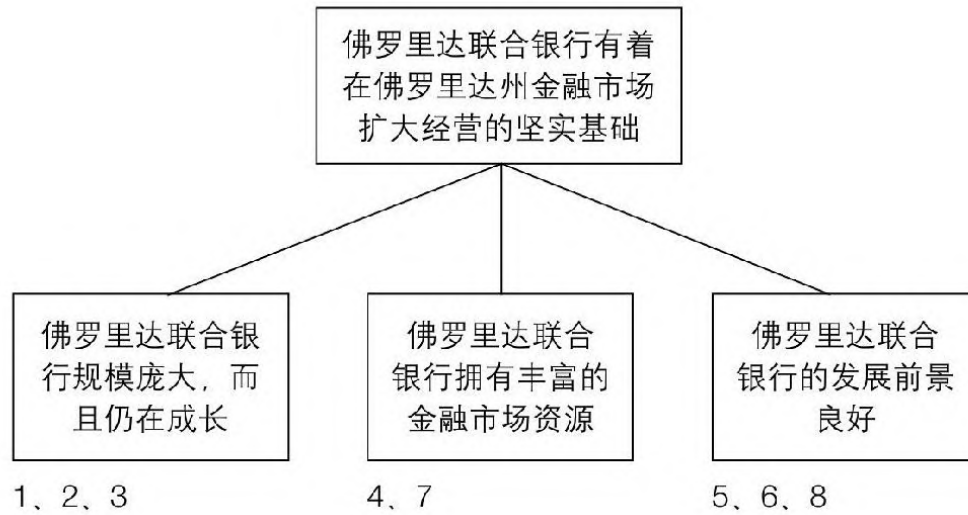 佛罗里达联合银行有着
在佛罗里达州金融市场
扩大经营的坚实基础
佛罗里达联合银
行规模庞大，而
且仍在成长
佛罗里达联合
银行拥有丰富的
金融市场资源
佛罗里达联合
银行的发展前景
良好
1、2、3
4、7
5、6、8